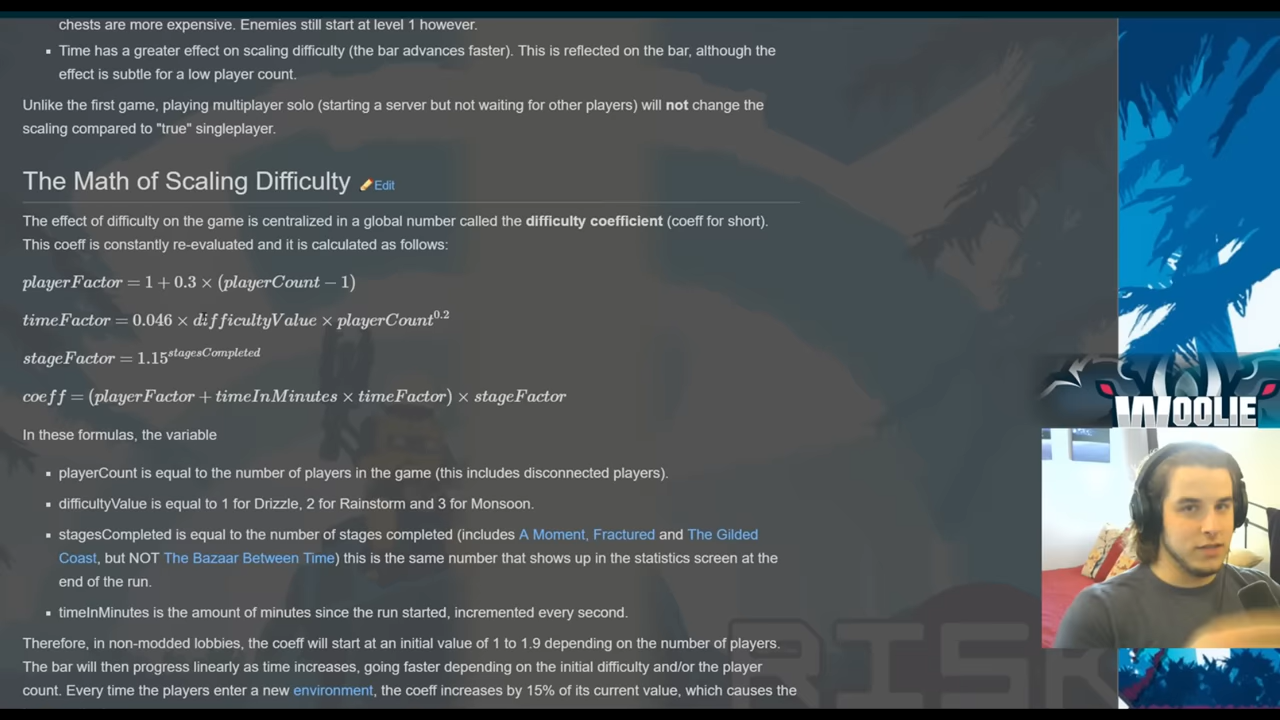 chests are more expensive. Enemies still start at level 1 however.
▪ Time has a greater effect on scaling difficulty (the bar advances faster). This is reflected on the bar, although the
effect is subtle for a low player count.
Unlike the first game, playing multiplayer solo (starting a server but not waiting for other players) will not change the
scaling compared to "true" singleplayer.
The Math of Scaling Difficulty Edit
The effect of difficulty on the game is centralized in a global number called the difficulty coefficient (coeff for short).
This coeff is constantly re-evaluated and it is calculated as follows:
playerFactor = 1 + 0.3 × (playerCount − 1)
timeFactor = 0.046 × difficultyValue × playerCount^0.2
stageFactor = 1.15^stagesCompleted
coeff = (playerFactor + timeInMinutes × timeFactor) × stageFactor
In these formulas, the variable
▪ playerCount is equal to the number of players in the game (this includes disconnected players).
▪ difficultyValue is equal to 1 for Drizzle, 2 for Rainstorm and 3 for Monsoon.
▪ stagesCompleted is equal to the number of stages completed (includes A Moment, Fractured and The Gilded
Coast, but NOT The Bazaar Between Time) this is the same number that shows up in the statistics screen at the
end of the run.
▪ timeInMinutes is the amount of minutes since the run started, incremented every second.
Therefore, in non-modded lobbies, the coeff will start at an initial value of 1 to 1.9 depending on the number of players.
The bar will then progress linearly as time increases, going faster depending on the initial difficulty and/or the player
count. Every time the players enter a new environment, the coeff increases by 15% of its current value, which causes the
WOOLIE
RISK